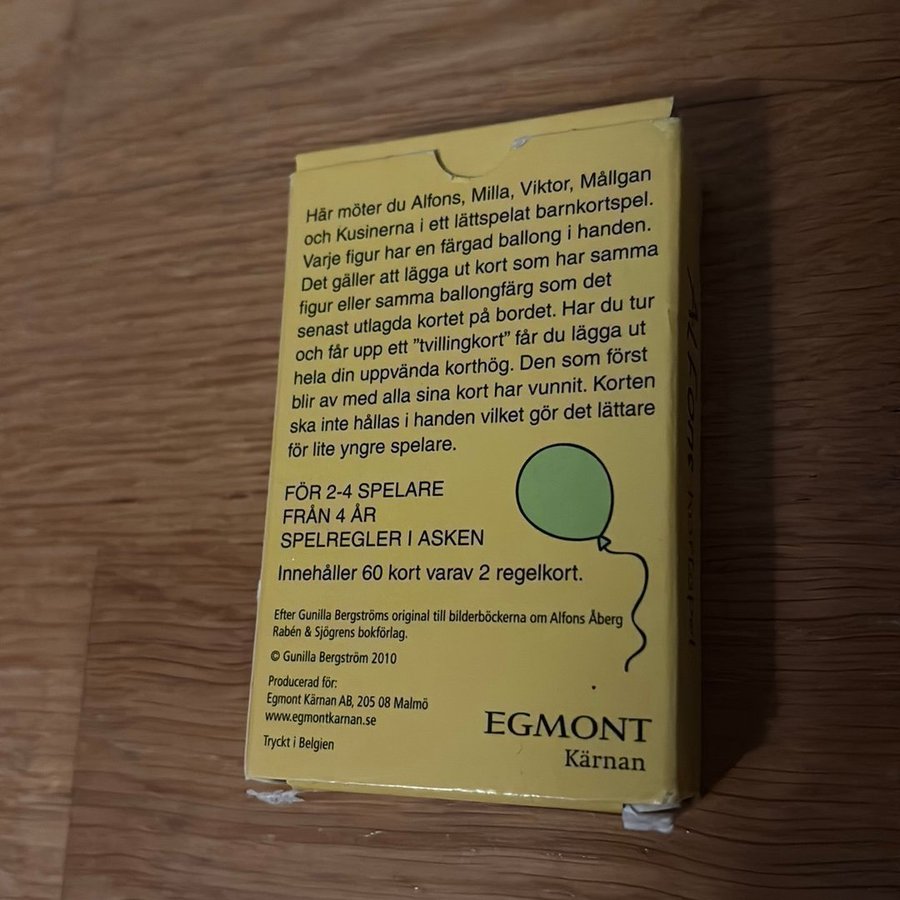 Här möter du Alfons, Milla, Viktor, Mållgan
och Kusinerna i ett lättspelat barnkortspel.
Varje figur har en färgad ballong i handen.
Det gäller att lägga ut kort som har samma
figur eller samma ballongfärg som det
senast utlagda kortet på bordet. Har du tur
och får upp ett ”tvillingkort” får du lägga ut
hela din uppvända korthög. Den som först
blir av med alla sina kort har vunnit. Korten
ska inte hållas i handen vilket gör det lättare
för lite yngre spelare.
FÖR 2-4 SPELARE
FRÅN 4 ÅR
SPELREGLER I ASKEN
Innehåller 60 kort varav 2 regelkort.
Efter Gunilla Bergströms original till bilderböckerna om Alfons Åberg
Rabén & Sjögrens bokförlag.
© Gunilla Bergström 2010
Producerad för:
Egmont Kärnan AB, 205 08 Malmö
www.egmontkarnan.se
Tryckt i Belgien
EGMONT
Kärnan